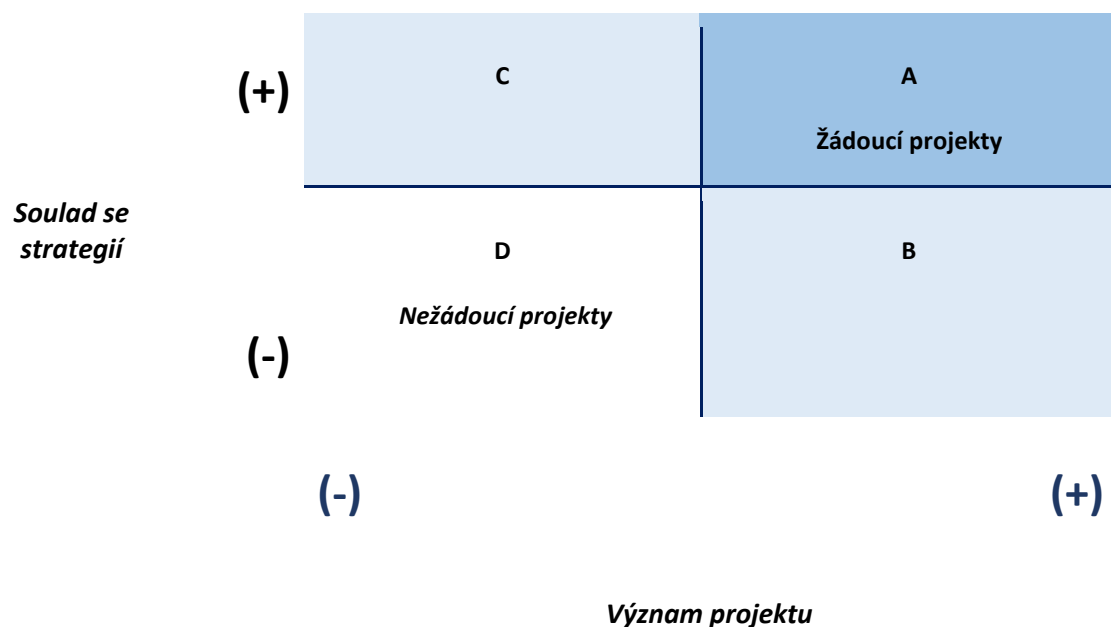 C
A
(+)
Žádoucí projekty
Soulad se
strategií
D
B
Nežádoucí projekty
(-)
(-)
(+)
Význam projektu